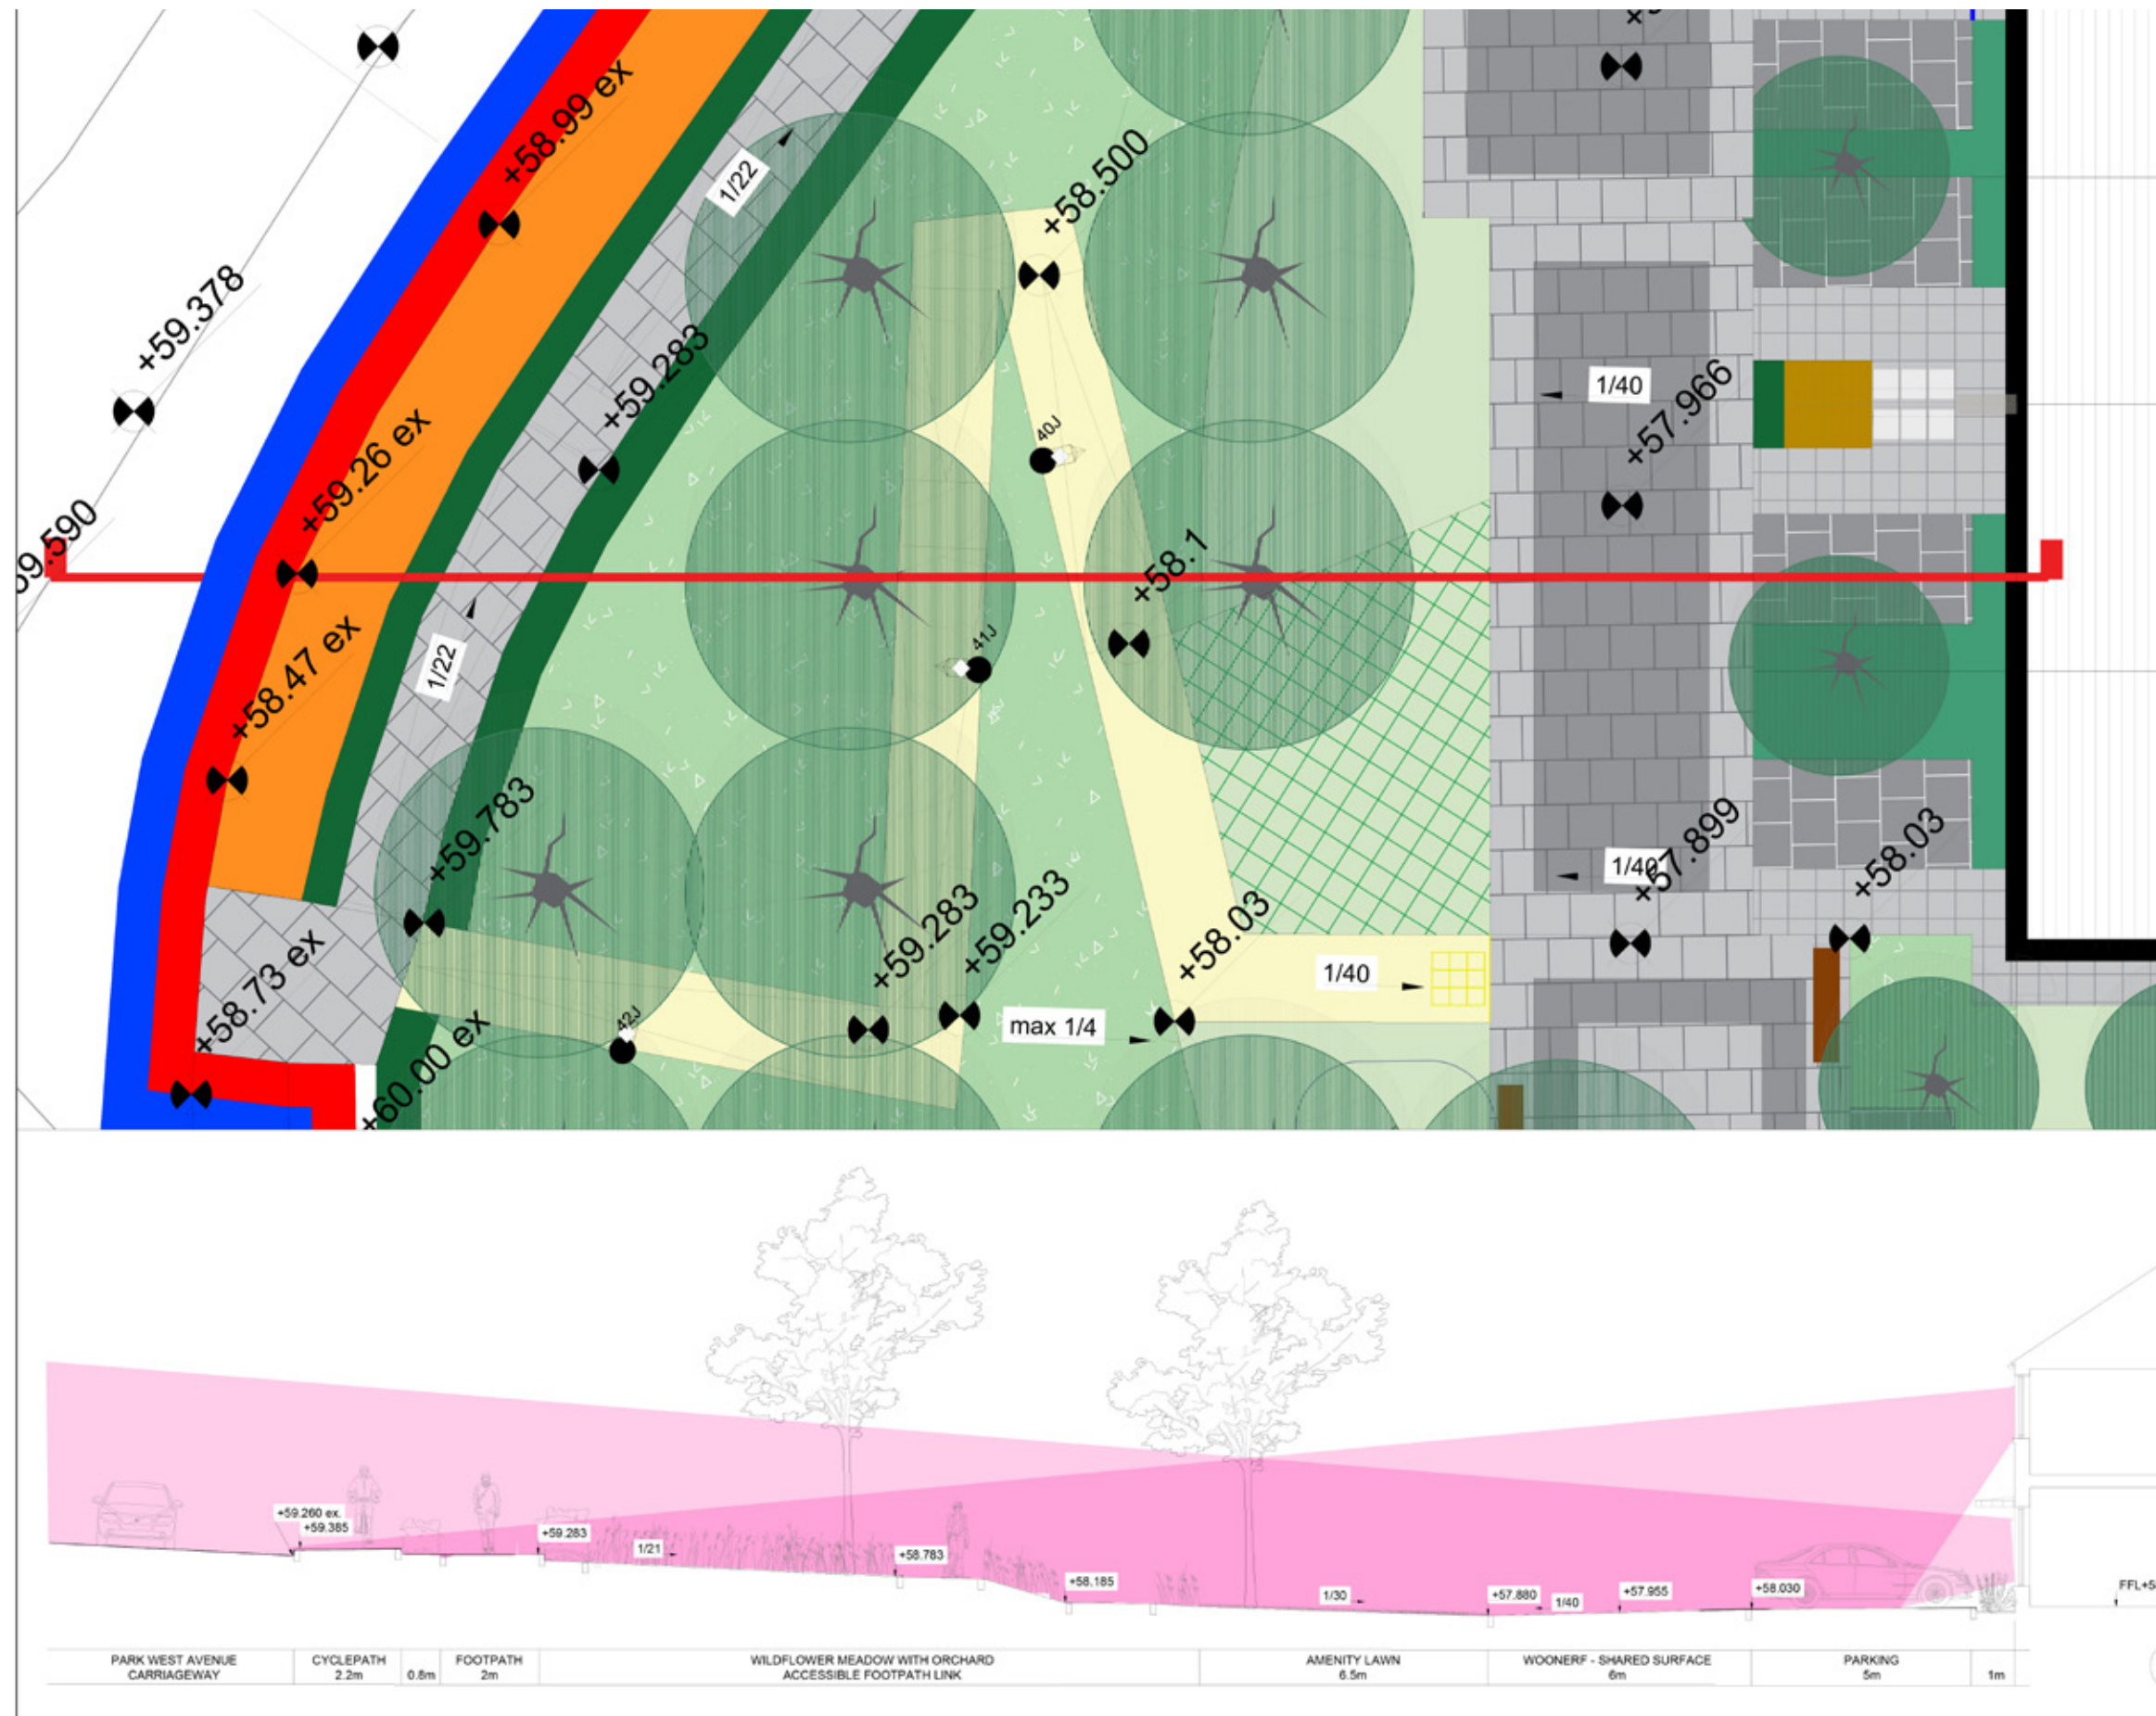 +58.99 ex
1/22
+58.500
+59.378
+59.283
1/40
+57.966
+59.26 ex
40J
59.590
+58.1
+58.47 ex
1/22
41J
+59.783
1/40
+57.899
+58.03
+59.283
+59.233
+58.03
1/40
+58.73 ex
max 1/4
42J
+60.00 ex
+59.260 ex.
+59.385
+59.283
1/21
+58.783
+58.185
1/30
+57.880
1/40
+57.955
+58.030
FFL+5
PARK WEST AVENUE
CARRIAGEWAY
CYCLEPATH
2.2m
0.8m
FOOTPATH
2m
WILDFLOWER MEADOW WITH ORCHARD
ACCESSIBLE FOOTPATH LINK
AMENITY LAWN
6.5m
WOONERF - SHARED SURFACE
6m
PARKING
5m
1m